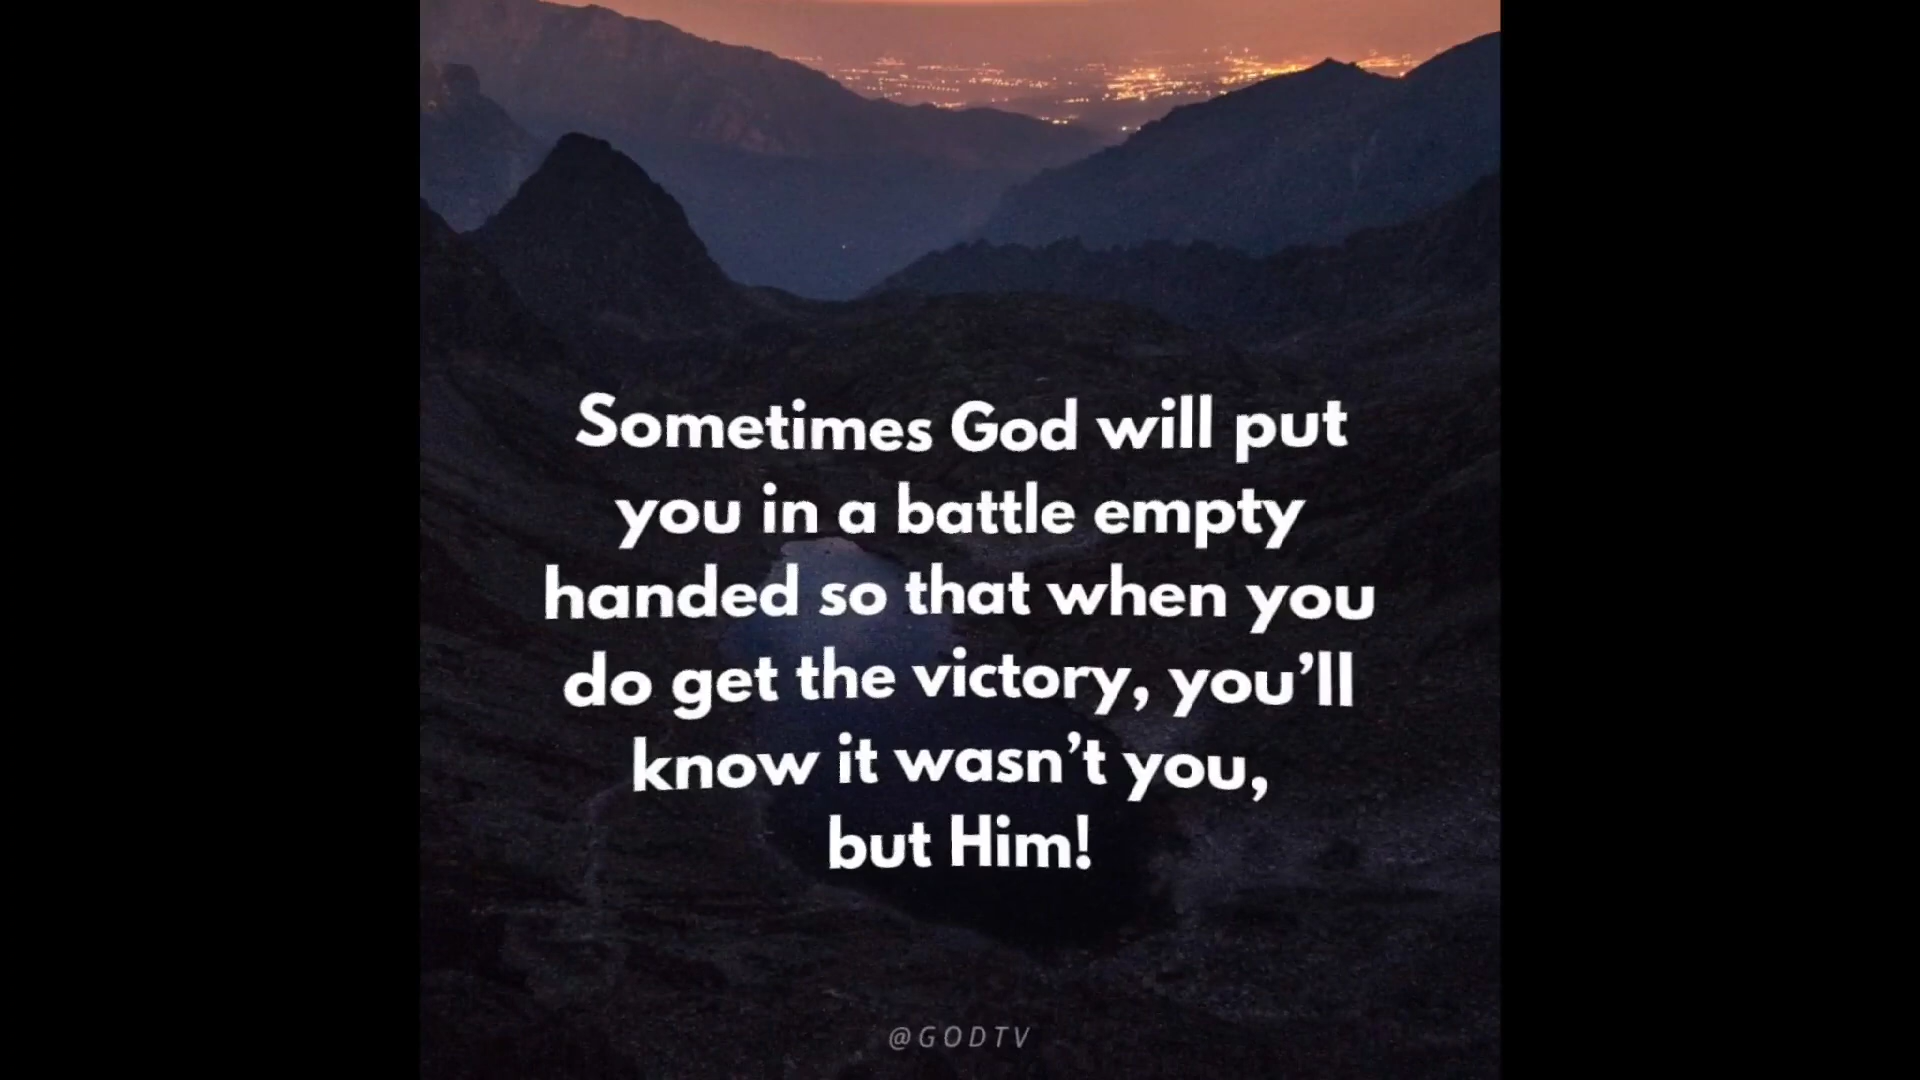 Sometimes God will put
you in a battle empty
handed so that when you
do get the victory, you’ll
know it wasn’t you,
but Him!
@GODTV